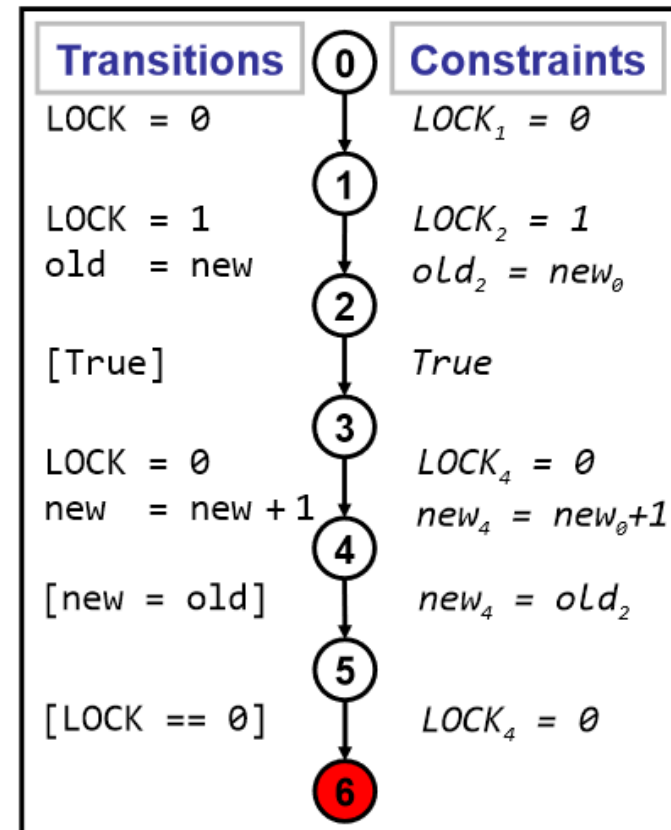 Transitions 0 Constraints
LOCK = 0 LOCK₁ = 0
1
LOCK = 1 LOCK₂ = 1
old = new old₂ = new₀
2
[True] True
3
LOCK = 0 LOCK₄ = 0
new = new + 1 new₄ = new₀+1
4
[new = old] new₄ = old₂
5
[LOCK == 0] LOCK₄ = 0
6